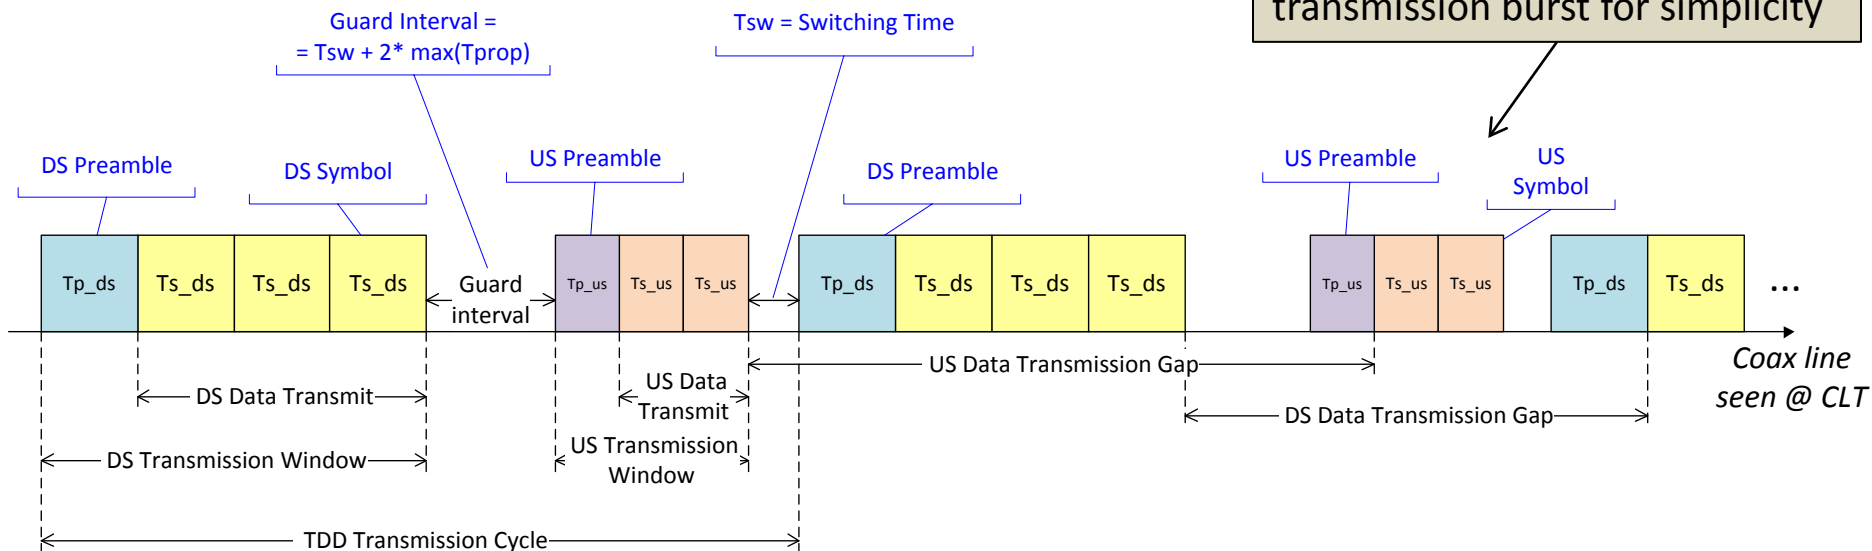 transmission burst for simplicity
Guard Interval =
= Tsw + 2* max(Tprop)
Tsw = Switching Time
DS Preamble
DS Symbol
US Preamble
DS Preamble
US Preamble
US
Symbol
Tp_ds
Ts_ds
Ts_ds
Ts_ds
Guard
interval
Tp_us
Ts_us
Ts_us
Tp_ds
Ts_ds
Ts_ds
Ts_ds
Tp_us
Ts_us
Ts_us
Tp_ds
Ts_ds
...
Coax line
seen @ CLT
US Data Transmission Gap
DS Data Transmit
US Data
Transmit
DS Data Transmission Gap
DS Transmission Window
US Transmission
Window
TDD Transmission Cycle